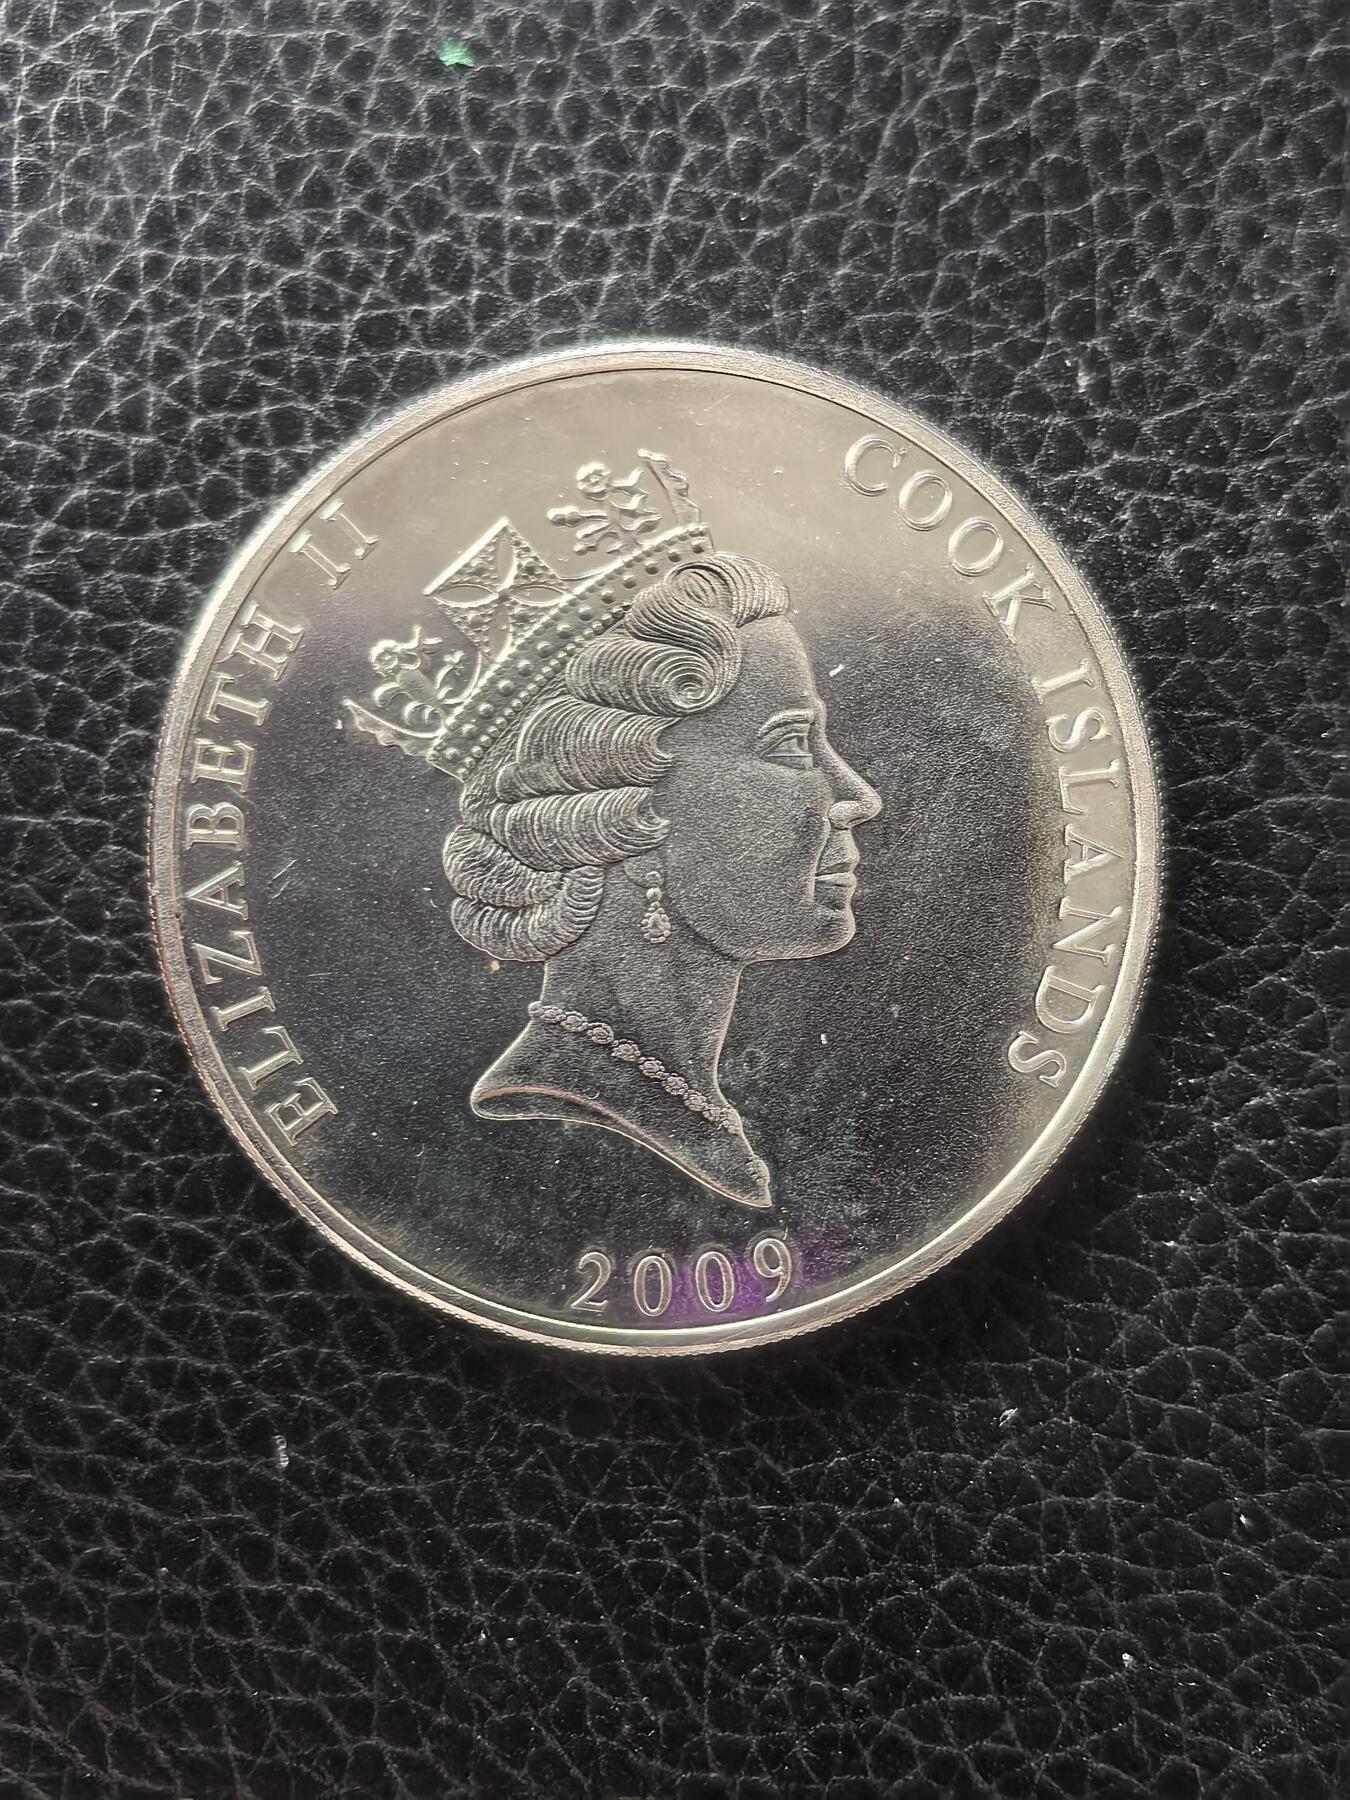 ELIZABETH II
COOK ISLANDS
2009